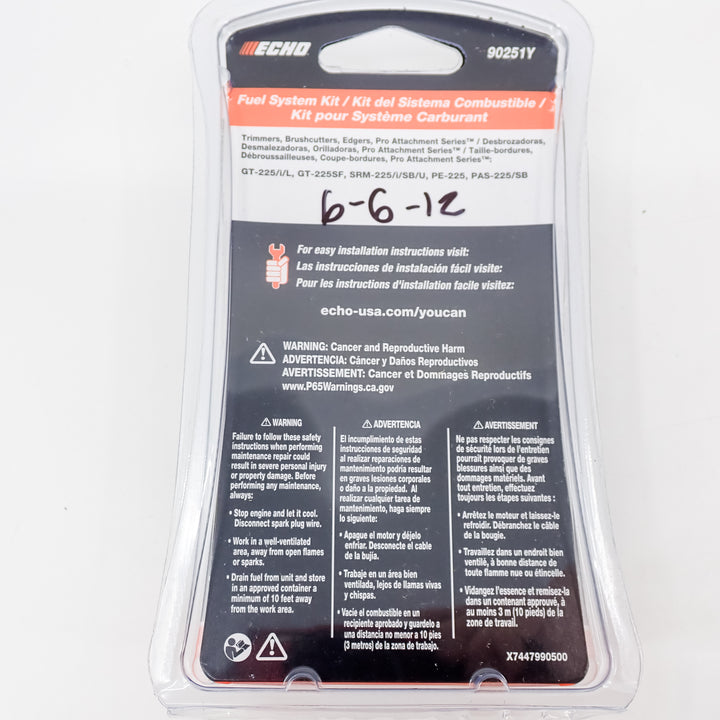 ECHO
90251Y
Fuel System Kit / Kit del Sistema Combustible /
Kit pour Système Carburant
Trimmers, Brushcutters, Edgers, Pro Attachment Series™ / Desbrozadoras,
Desmalezadoras, Orilladoras, Pro Attachment Series™ / Taille-bordures,
Débroussailleuses, Coupe-bordures, Pro Attachment Series™:
GT-225/i/L, GT-225SF, SRM-225/i/SB/U, PE-225, PAS-225/SB
6-6-12
For easy installation instructions visit:
Las instrucciones de instalación fácil visite:
Pour les instructions d'installation facile visitez:
echo-usa.com/youcan
WARNING: Cancer and Reproductive Harm
ADVERTENCIA: Cáncer y Daños Reproductivos
AVERTISSEMENT: Cancer et Dommages Reproductifs
www.P65Warnings.ca.gov
WARNING
Failure to follow these safety
instructions when performing
maintenance repair could
result in severe personal injury
or property damage. Before
performing any maintenance,
always:
• Stop engine and let it cool.
Disconnect spark plug wire.
• Work in a well-ventilated
area, away from open flames
or sparks.
• Drain fuel from unit and store
in an approved container a
minimum of 10 feet away
from the work area.
ADVERTENCIA
El incumplimiento de estas
instrucciones de seguridad
al realizar reparaciones de
mantenimiento podría resultar
en graves lesiones corporales
o daño a la propiedad. Al
realizar cualquier tarea de
mantenimiento, haga siempre
lo siguiente:
• Apague el motor y déjelo
enfriar. Desconecte el cable
de la bujía.
• Trabaje en un área bien
ventilada, lejos de llamas vivas
y chispas.
• Vacie el combustible en un
recipiente aprobado y guardelo a
una distancia no menor a 10 pies
(3 metros) de la zona de trabajo.
AVERTISSEMENT
Ne pas respecter les consignes
de sécurité lors de l'entretien
pourrait provoquer de graves
blessures ainsi que des
dommages matériels. Avant
tout entretien, effectuez
toujours les étapes suivantes :
• Arrêtez le moteur et laissez-le
refroidir. Débranchez le câble
de la bougie.
• Travaillez dans un endroit bien
ventilé, à bonne distance de
toute flamme nue ou étincelle.
• Vidangez l'essence et remisez-la
dans un contenant approuvé, à
au moins 3 m (10 pieds) de la
zone de travail.
X7447990500